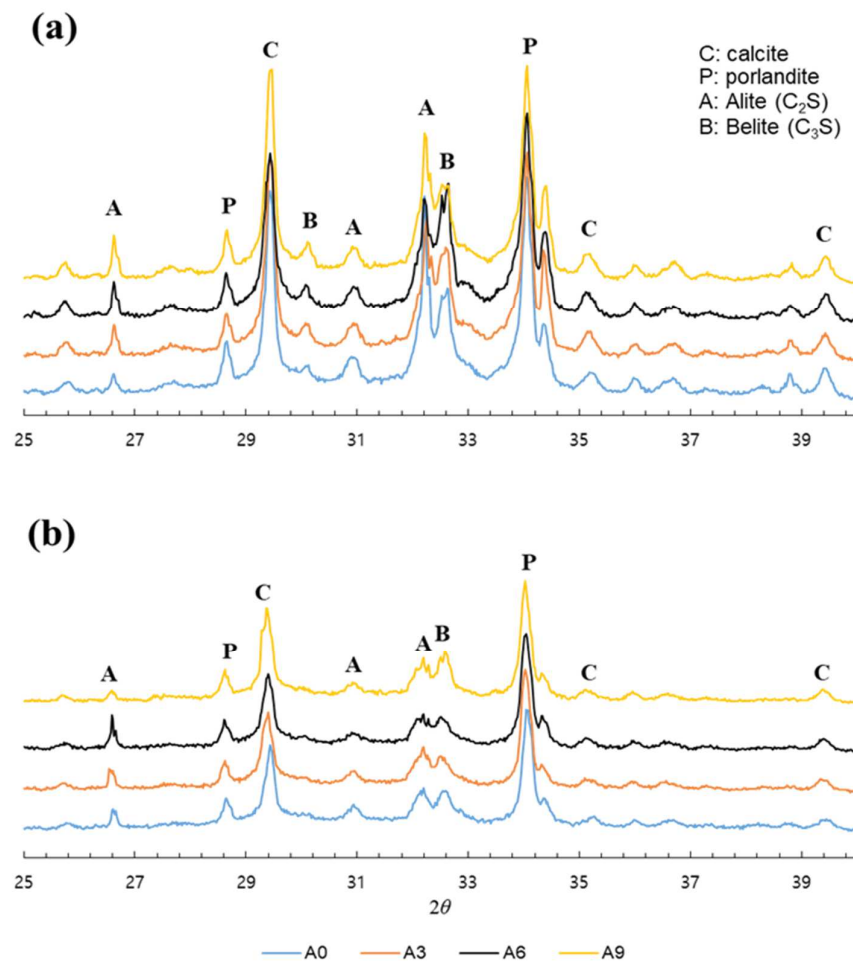 (a)
C: calcite
P: porlandite
A: Alite (C₂S)
B: Belite (C₃S)
A P C B A A B P C C
25 27 29 31 33 35 37 39
(b)
A P C A A B P C C
25 27 29 31 33 35 37 39
2θ
A0 A3 A6 A9